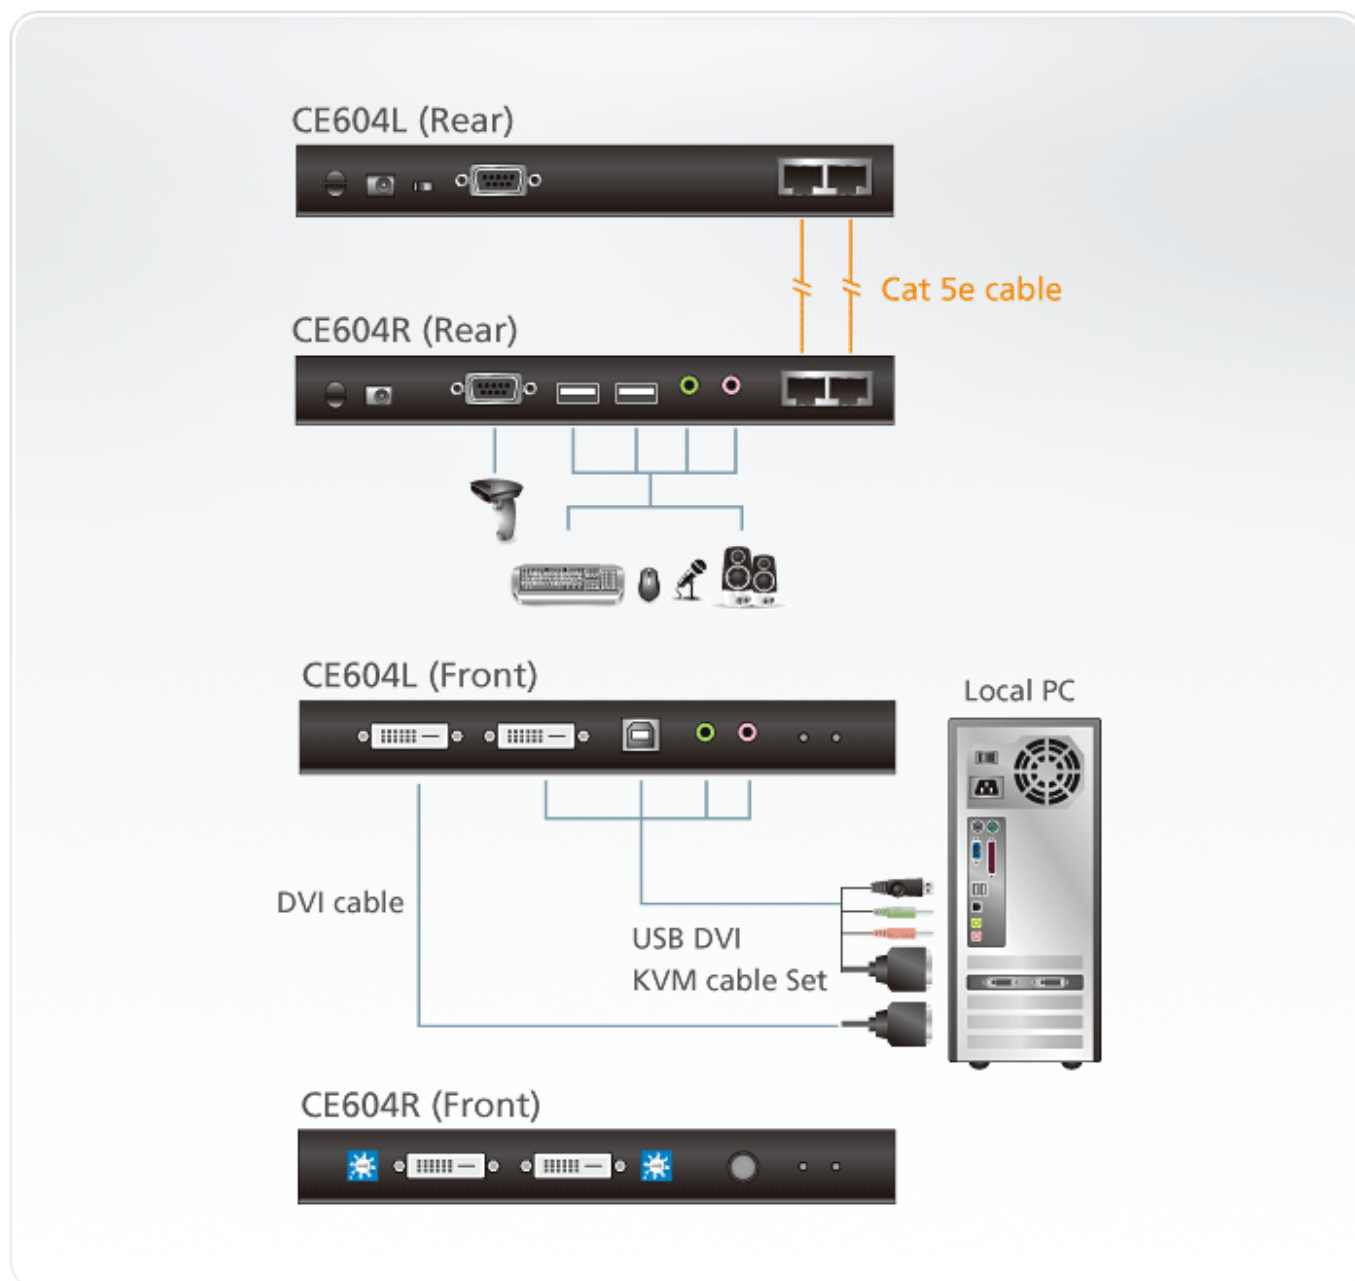 CE604L (Rear)
Cat 5e cable
CE604R (Rear)
CE604L (Front)
Local PC
DVI cable
USB DVI
KVM cable Set
CE604R (Front)